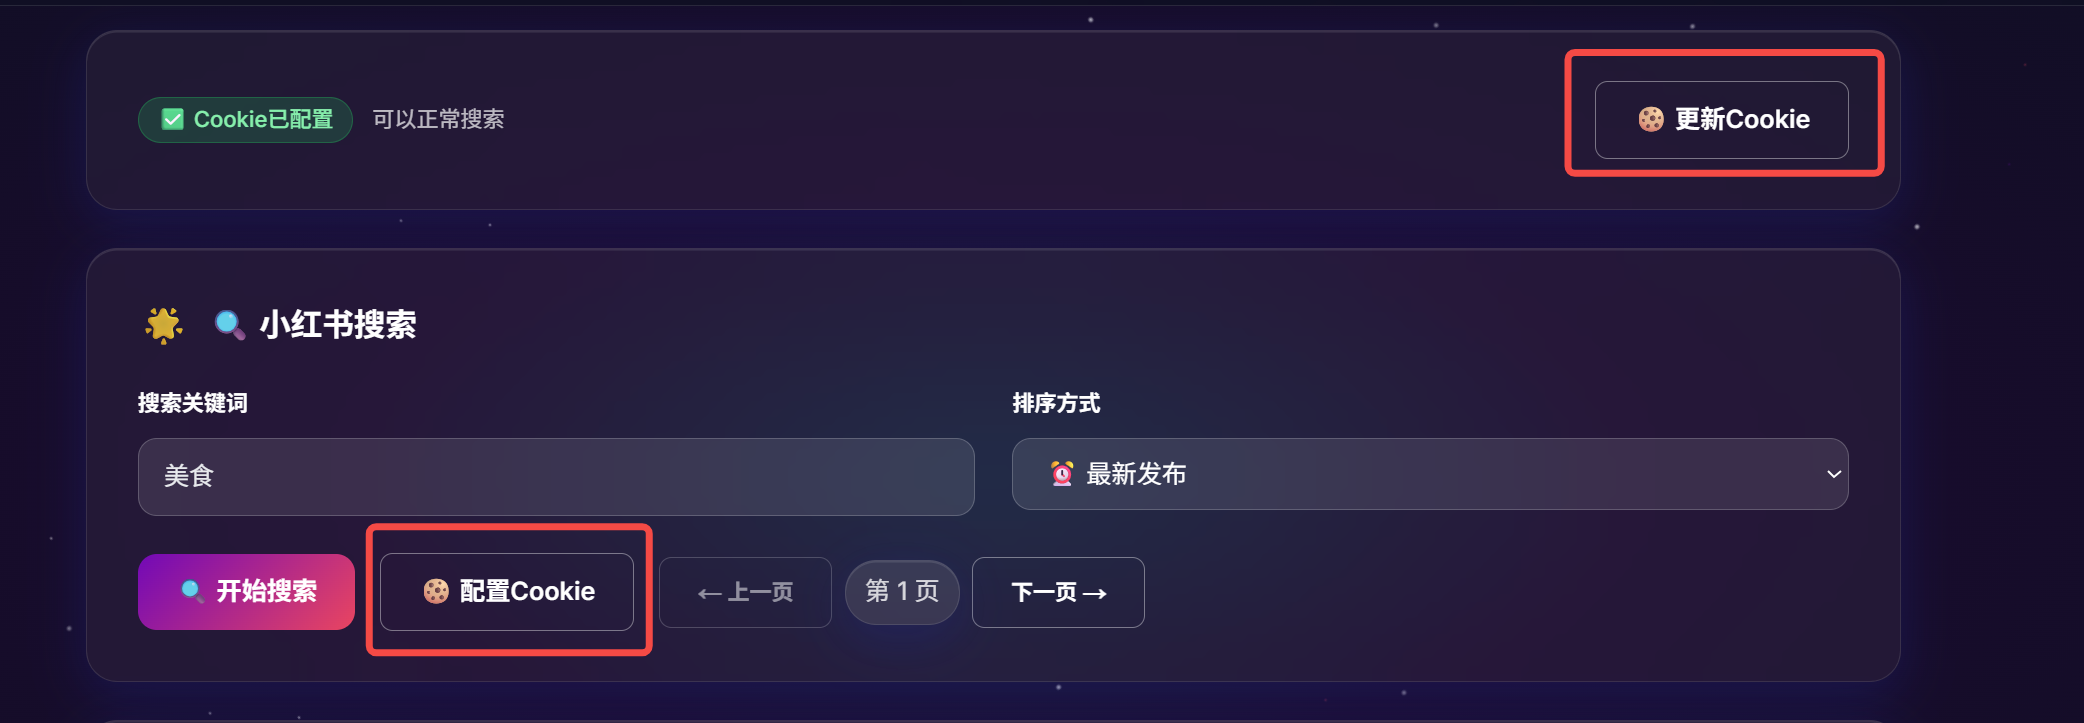 ✅ Cookie已配置 可以正常搜索
🍪 更新Cookie
🌟 🔍 小红书搜索
搜索关键词
排序方式
美食
⏰ 最新发布
🔍 开始搜索
🍪 配置Cookie
←上一页
第 1 页
下一页→